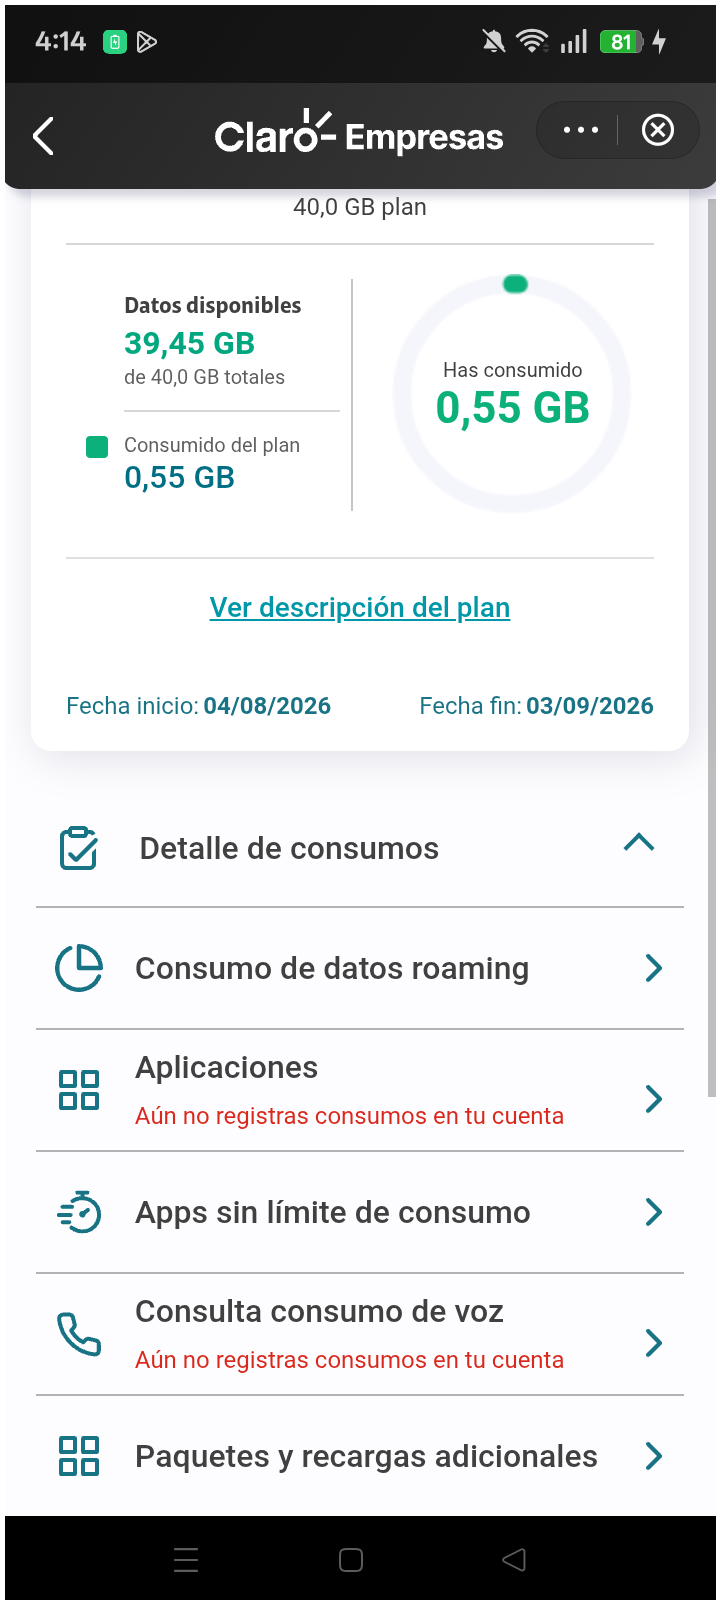 4:14
81
Claro Empresas
40,0 GB plan
Datos disponibles
39,45 GB
de 40,0 GB totales
Consumido del plan
0,55 GB
Has consumido
0,55 GB
Ver descripción del plan
Fecha inicio: 04/08/2026
Fecha fin: 03/09/2026
Detalle de consumos
Consumo de datos roaming
Aplicaciones
Aún no registras consumos en tu cuenta
Apps sin límite de consumo
Consulta consumo de voz
Aún no registras consumos en tu cuenta
Paquetes y recargas adicionales